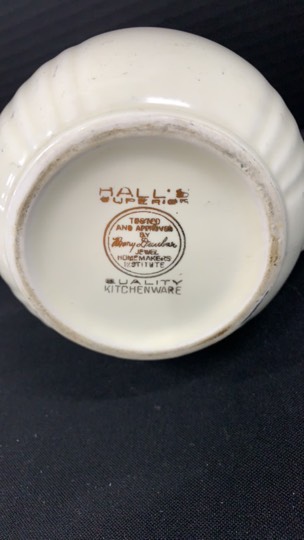 HALL'S
SUPERIOR
TESTED
AND APPROVED
BY
Mary Dunbar
JEWEL
HOMEMAKERS
INSTITUTE
QUALITY
KITCHENWARE